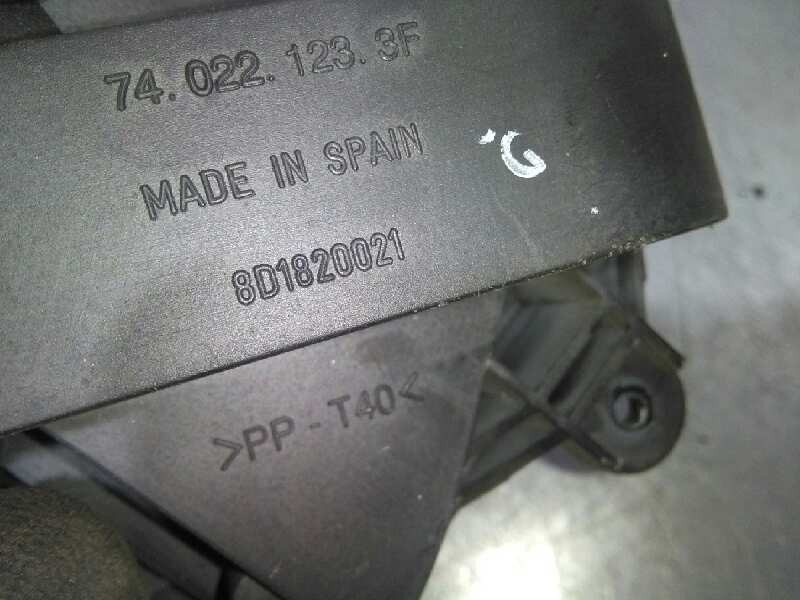 74.022.123.3F
MADE IN SPAIN
G
8D1820021
>PP-T40<